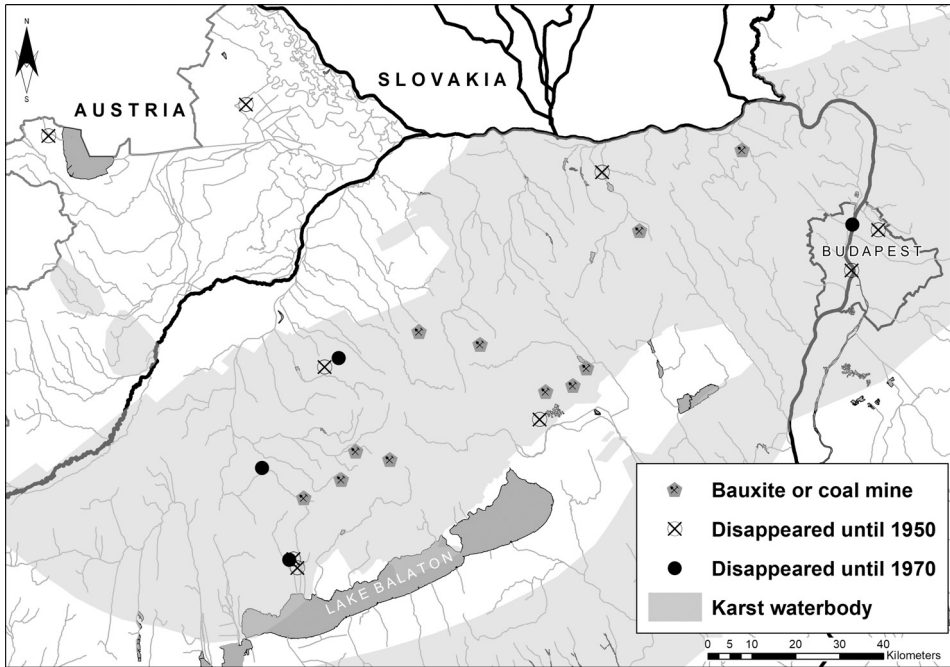 N
S
SLOVAKIA
AUSTRIA
BUDAPEST
LAKE BALATON
Bauxite or coal mine
Disappeared until 1950
Disappeared until 1970
Karst waterbody
0 5 10 20 30 40
Kilometers